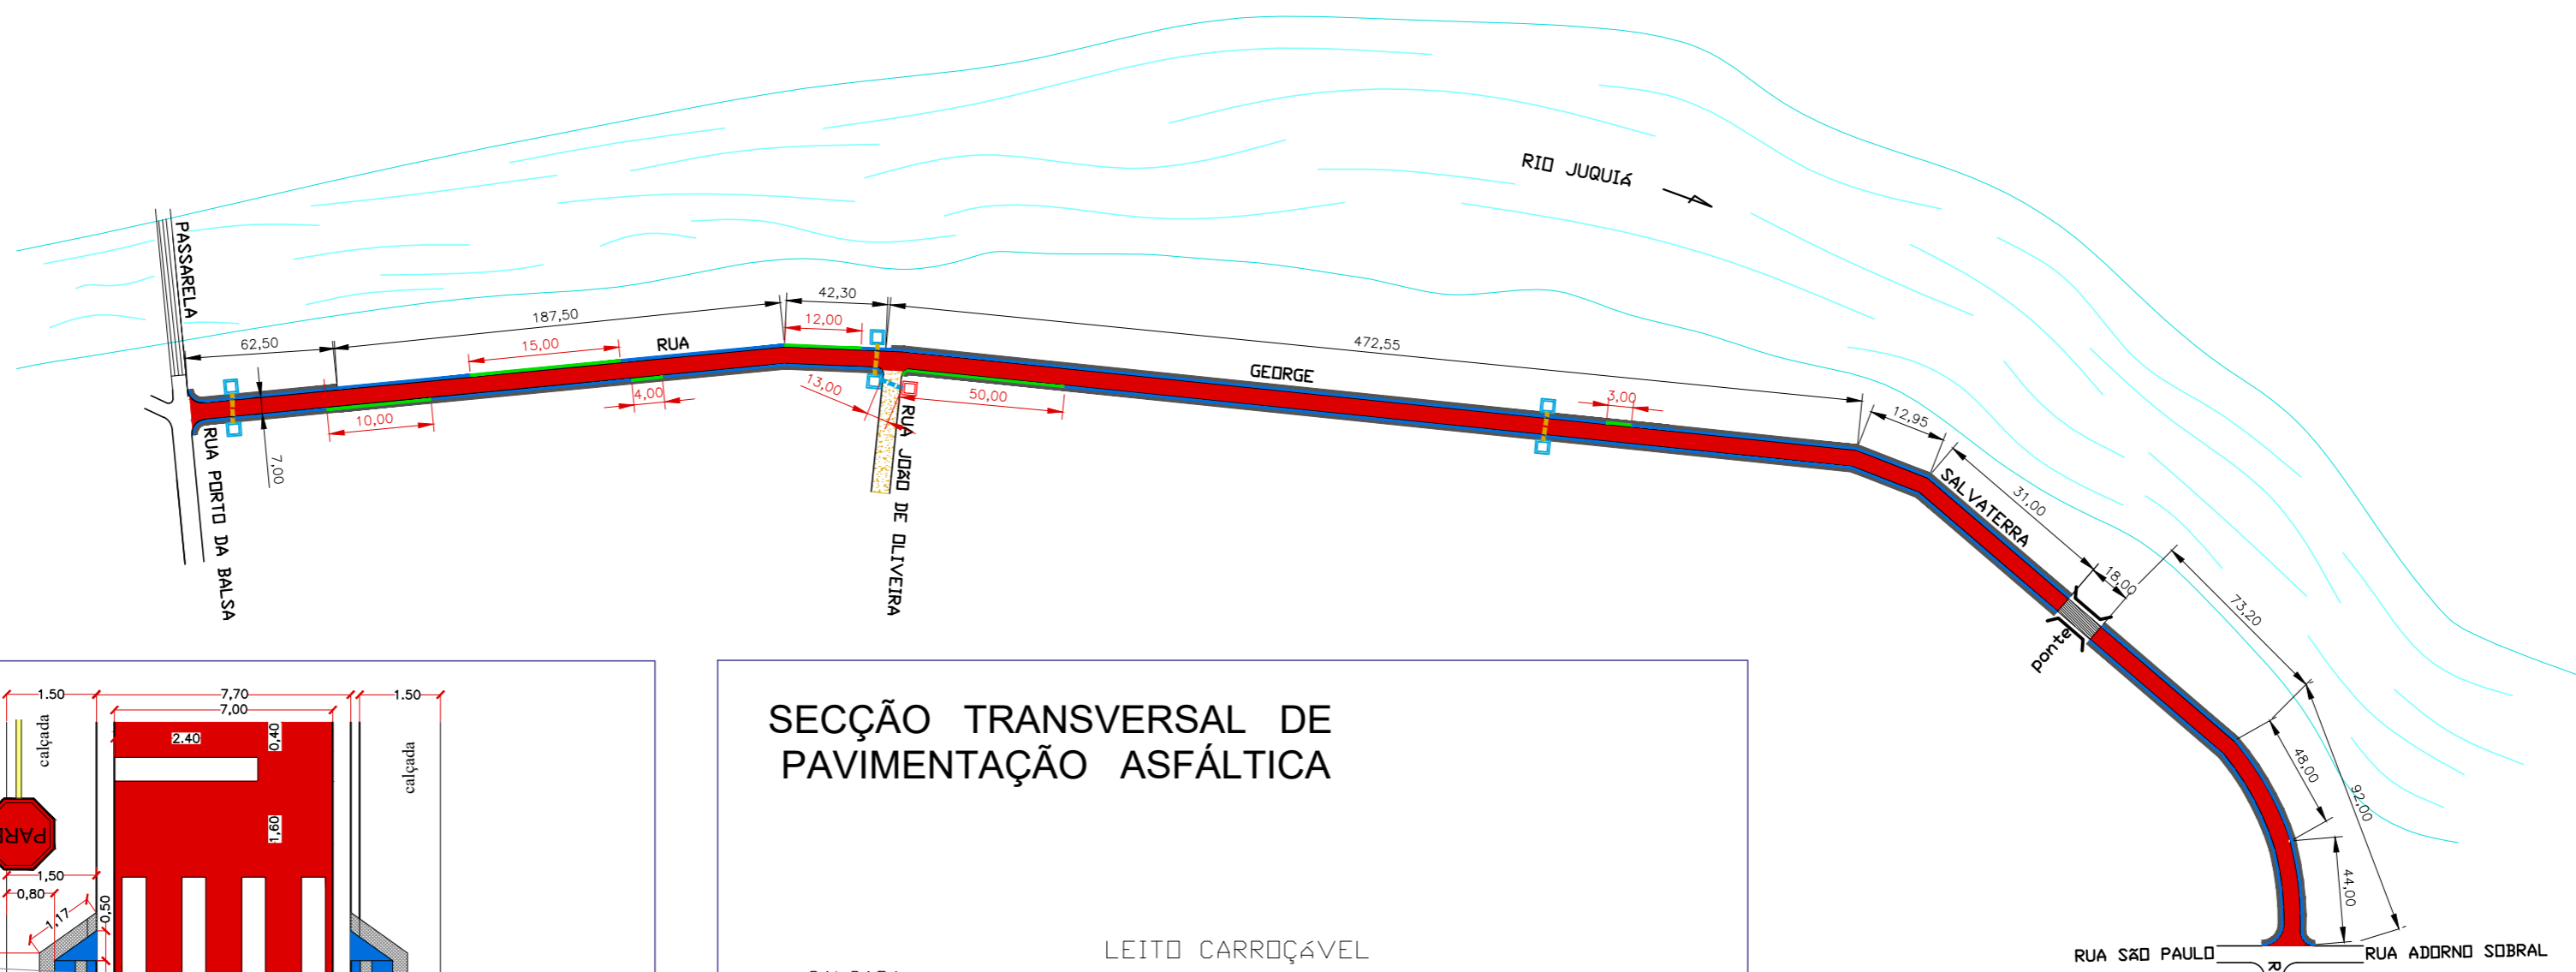 RIO JUQUIÁ
PASSARELA
62,50
187,50
42,30
12,00
15,00
RUA
472,55
GEORGE
10,00
4,00
13,00
50,00
3,00
7,00
12,95
SALVATERRA
31,00
18,00
ponte
73,20
48,00
92,00
44,00
RUA PORTO DA BALSA
RUA JOÃO DE OLIVEIRA
RUA SÃO PAULO
RUA ADORNO SOBRAL
R
1.50
7,70
1.50
7,00
calçada
2.40
0,40
calçada
1,60
1,50
0,80
1,17
0,50
SECÇÃO TRANSVERSAL DE
PAVIMENTAÇÃO ASFÁLTICA
LEITO CARROÇÁVEL